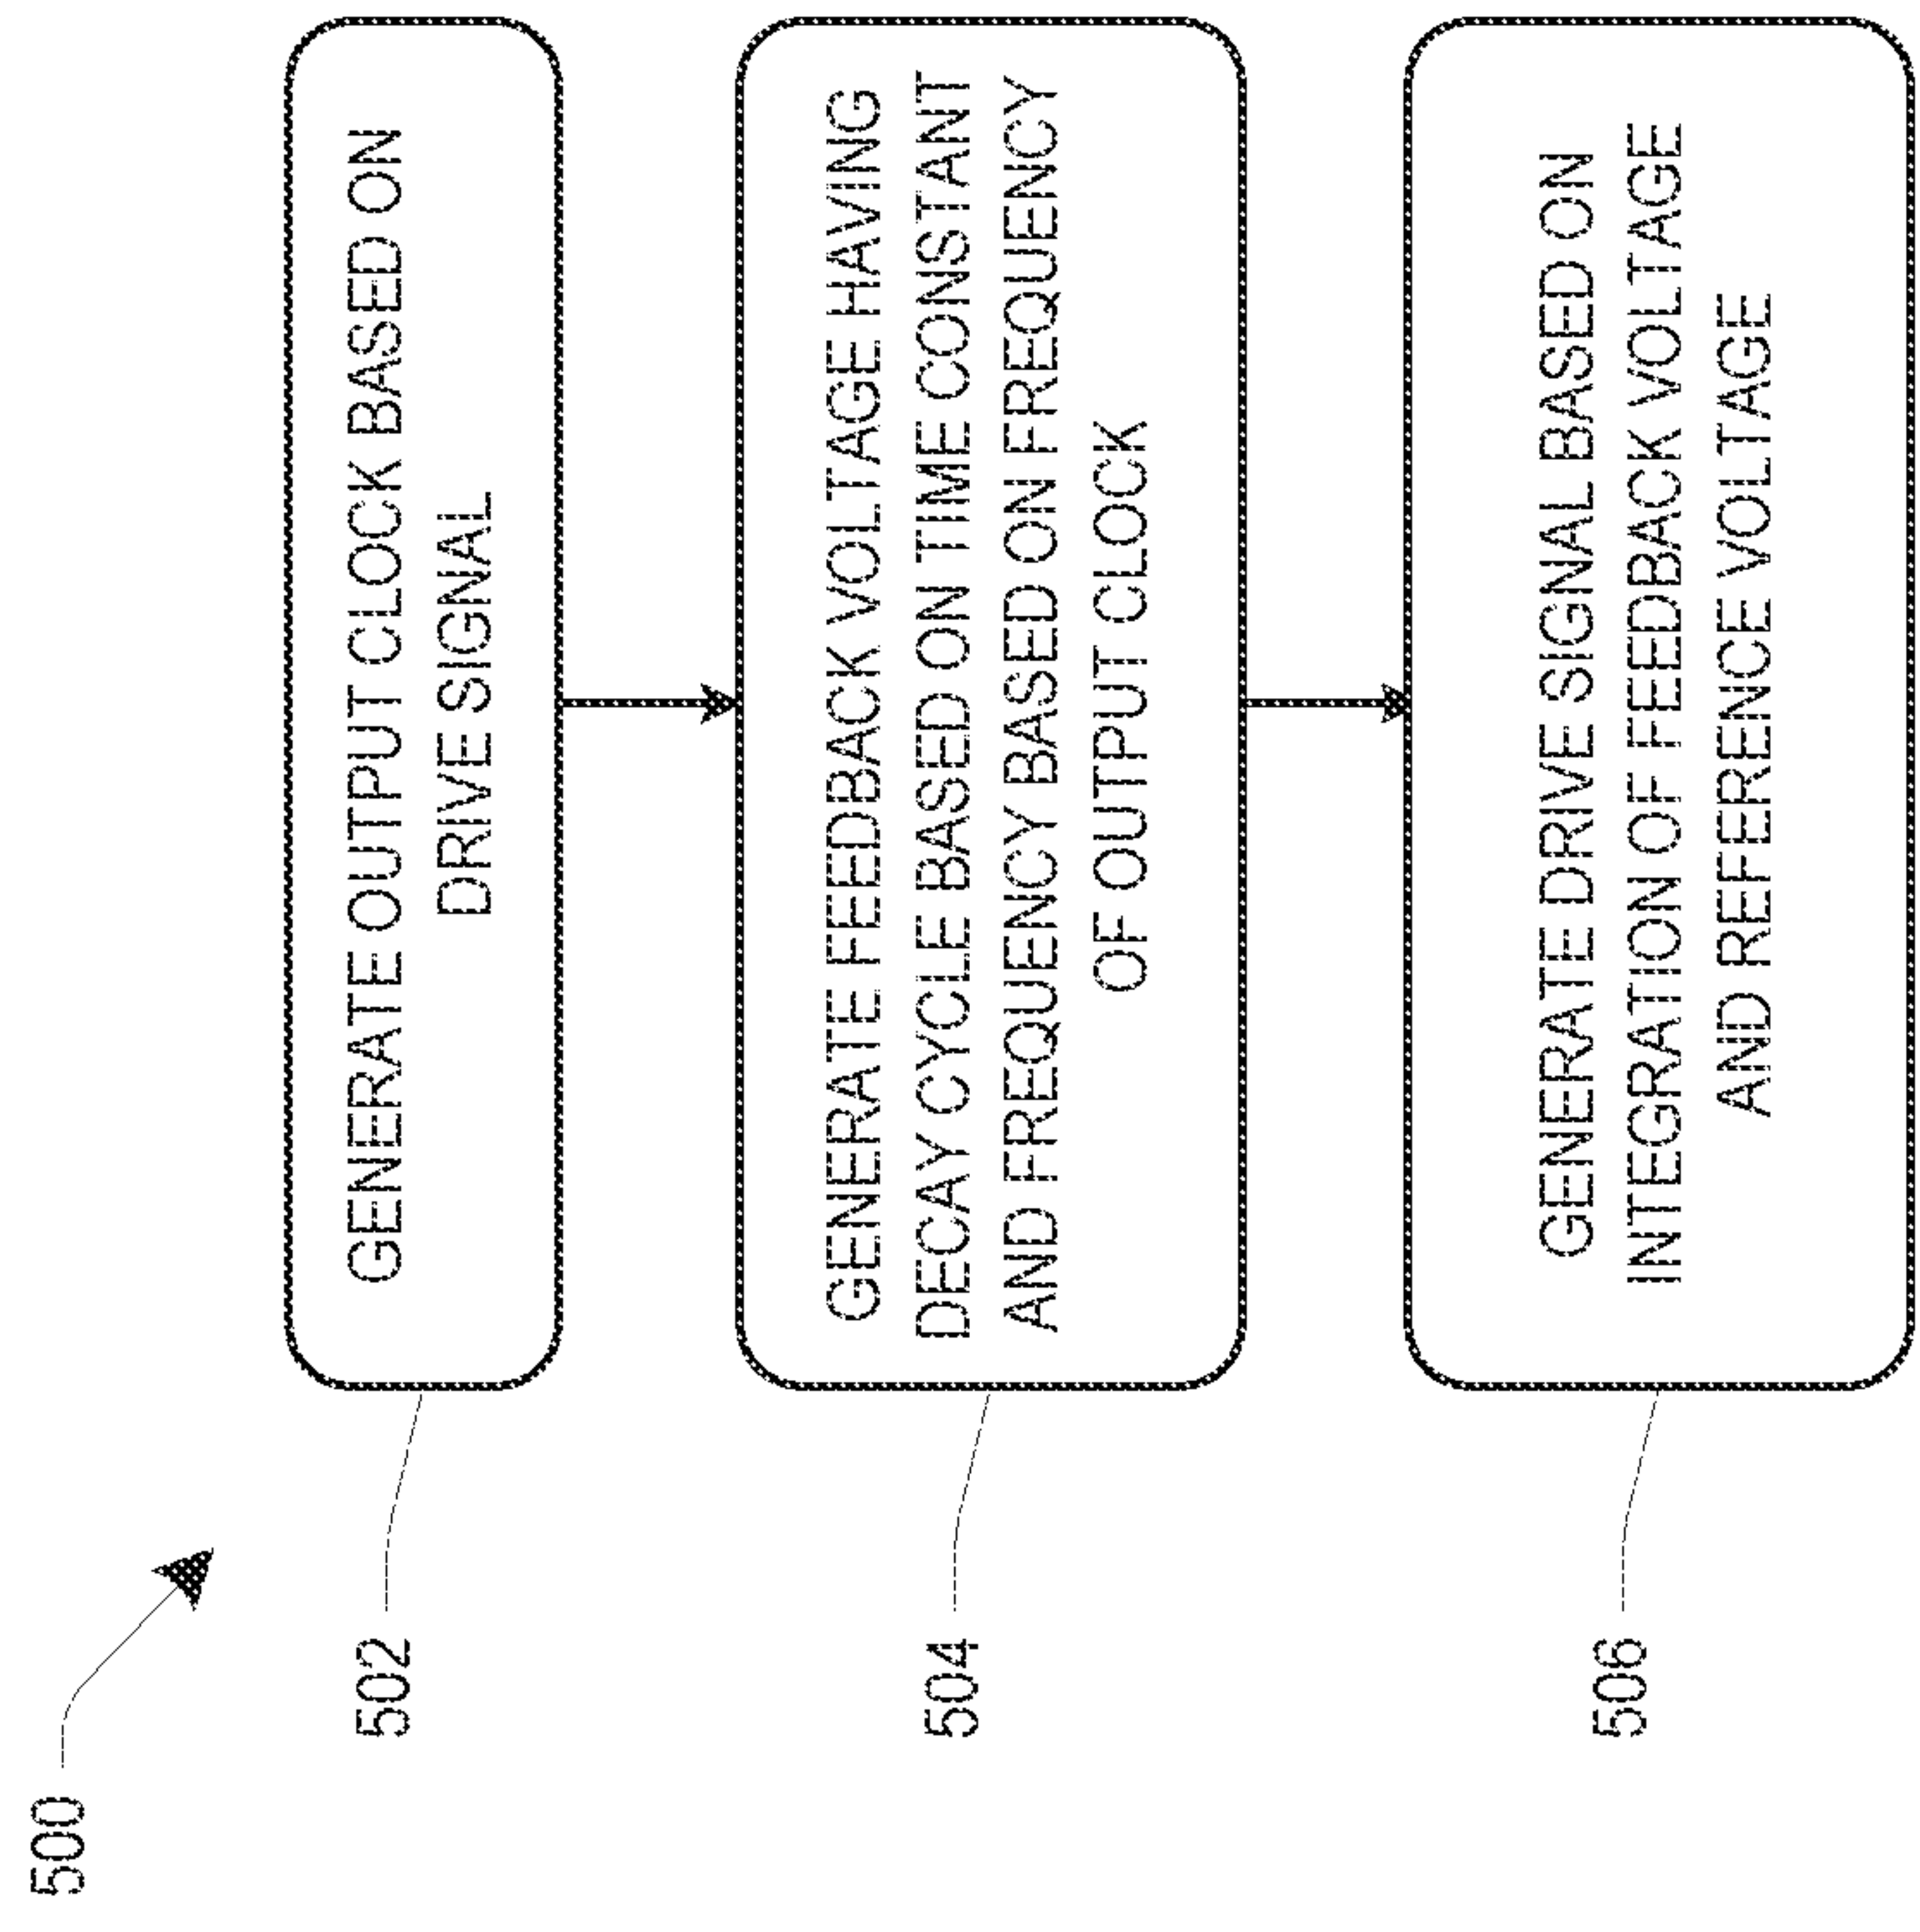 500
502
GENERATE OUTPUT CLOCK BASED ON
DRIVE SIGNAL
504
GENERATE FEEDBACK VOLTAGE HAVING
DECAY CYCLE BASED ON TIME CONSTANT
AND FREQUENCY BASED ON FREQUENCY
OF OUTPUT CLOCK
506
GENERATE DRIVE SIGNAL BASED ON
INTEGRATION OF FEEDBACK VOLTAGE
AND REFERENCE VOLTAGE